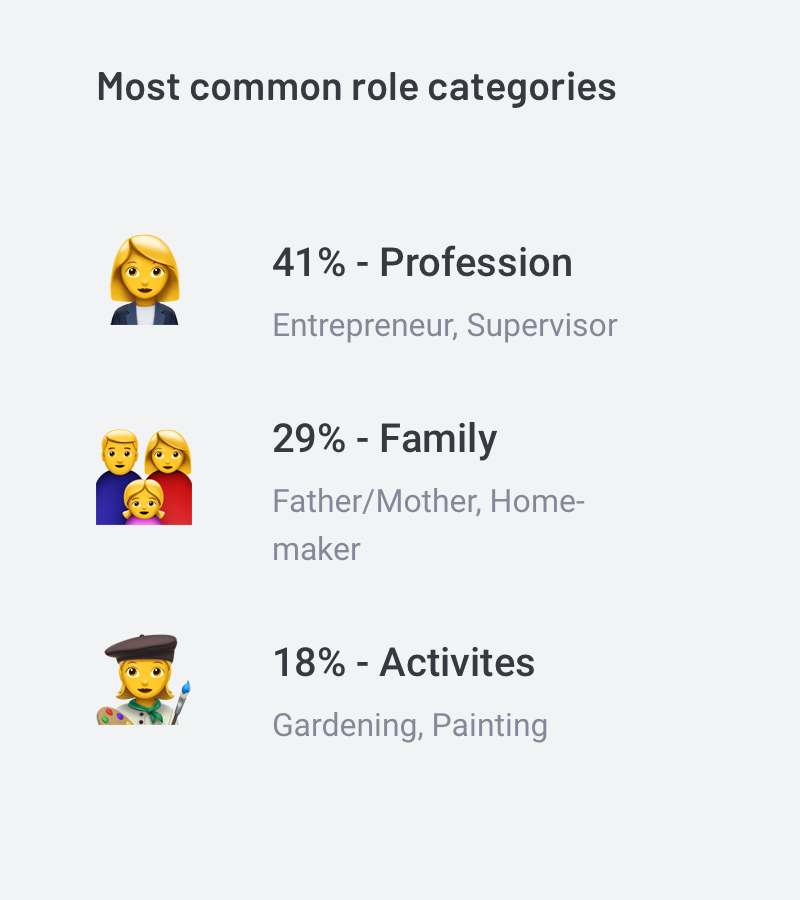 Most common role categories
41% - Profession
Entrepreneur, Supervisor
29% - Family
Father/Mother, Home-
maker
18% - Activites
Gardening, Painting